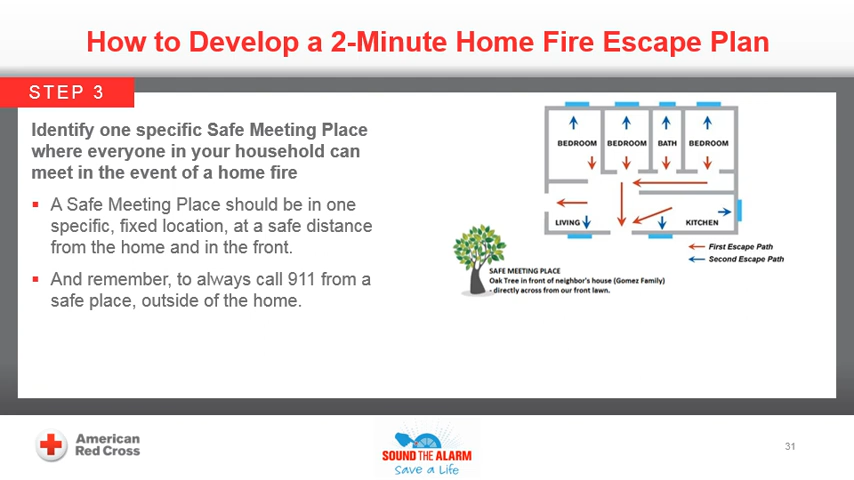 How to Develop a 2-Minute Home Fire Escape Plan
STEP 3
Identify one specific Safe Meeting Place
where everyone in your household can
meet in the event of a home fire
▪ A Safe Meeting Place should be in one
specific, fixed location, at a safe distance
from the home and in the front.
▪ And remember, to always call 911 from a
safe place, outside of the home.
BEDROOM BEDROOM BATH BEDROOM
LIVING KITCHEN
First Escape Path
Second Escape Path
SAFE MEETING PLACE
Oak Tree in front of neighbor's house (Gomez Family)
- directly across from our front lawn.
American
Red Cross
SOUND THE ALARM
Save a Life
31